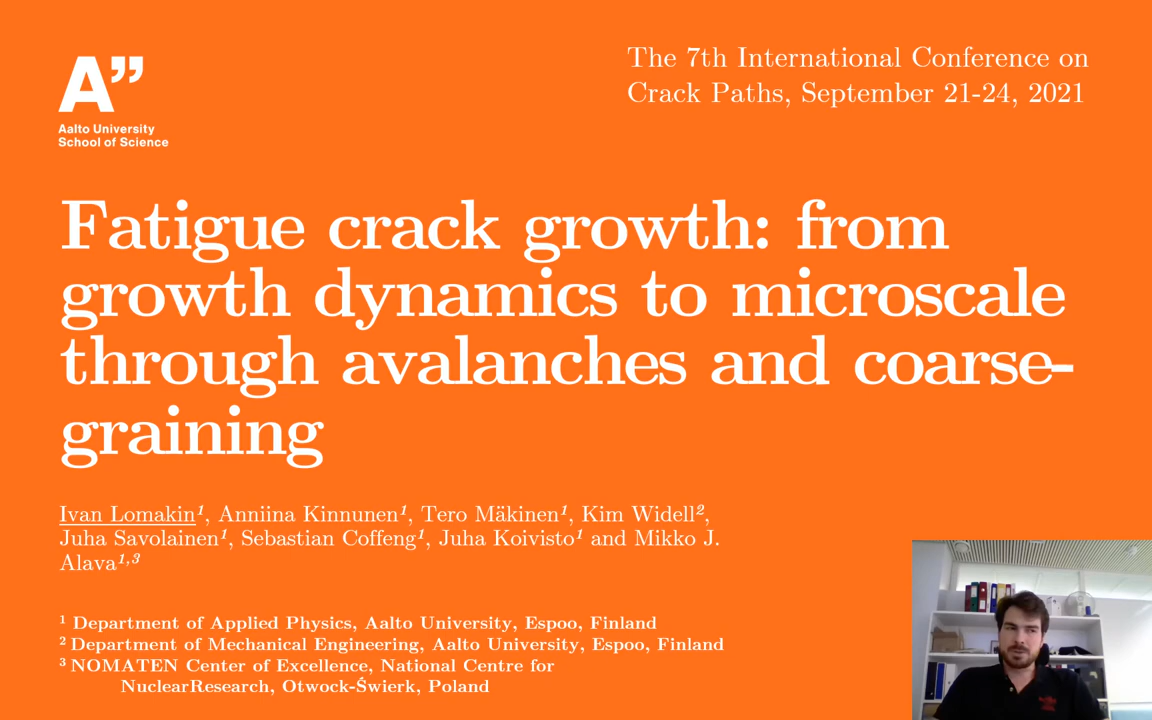 The 7th International Conference on
Crack Paths, September 21-24, 2021
A”
Aalto University
School of Science
Fatigue crack growth: from
growth dynamics to microscale
through avalanches and coarse-
graining
Ivan Lomakin¹, Anniina Kinnunen¹, Tero Mäkinen¹, Kim Widell²,
Juha Savolainen¹, Sebastian Coffeng¹, Juha Koivisto¹ and Mikko J.
Alava¹,³
¹ Department of Applied Physics, Aalto University, Espoo, Finland
² Department of Mechanical Engineering, Aalto University, Espoo, Finland
³ NOMATEN Center of Excellence, National Centre for
NuclearResearch, Otwock-Świerk, Poland